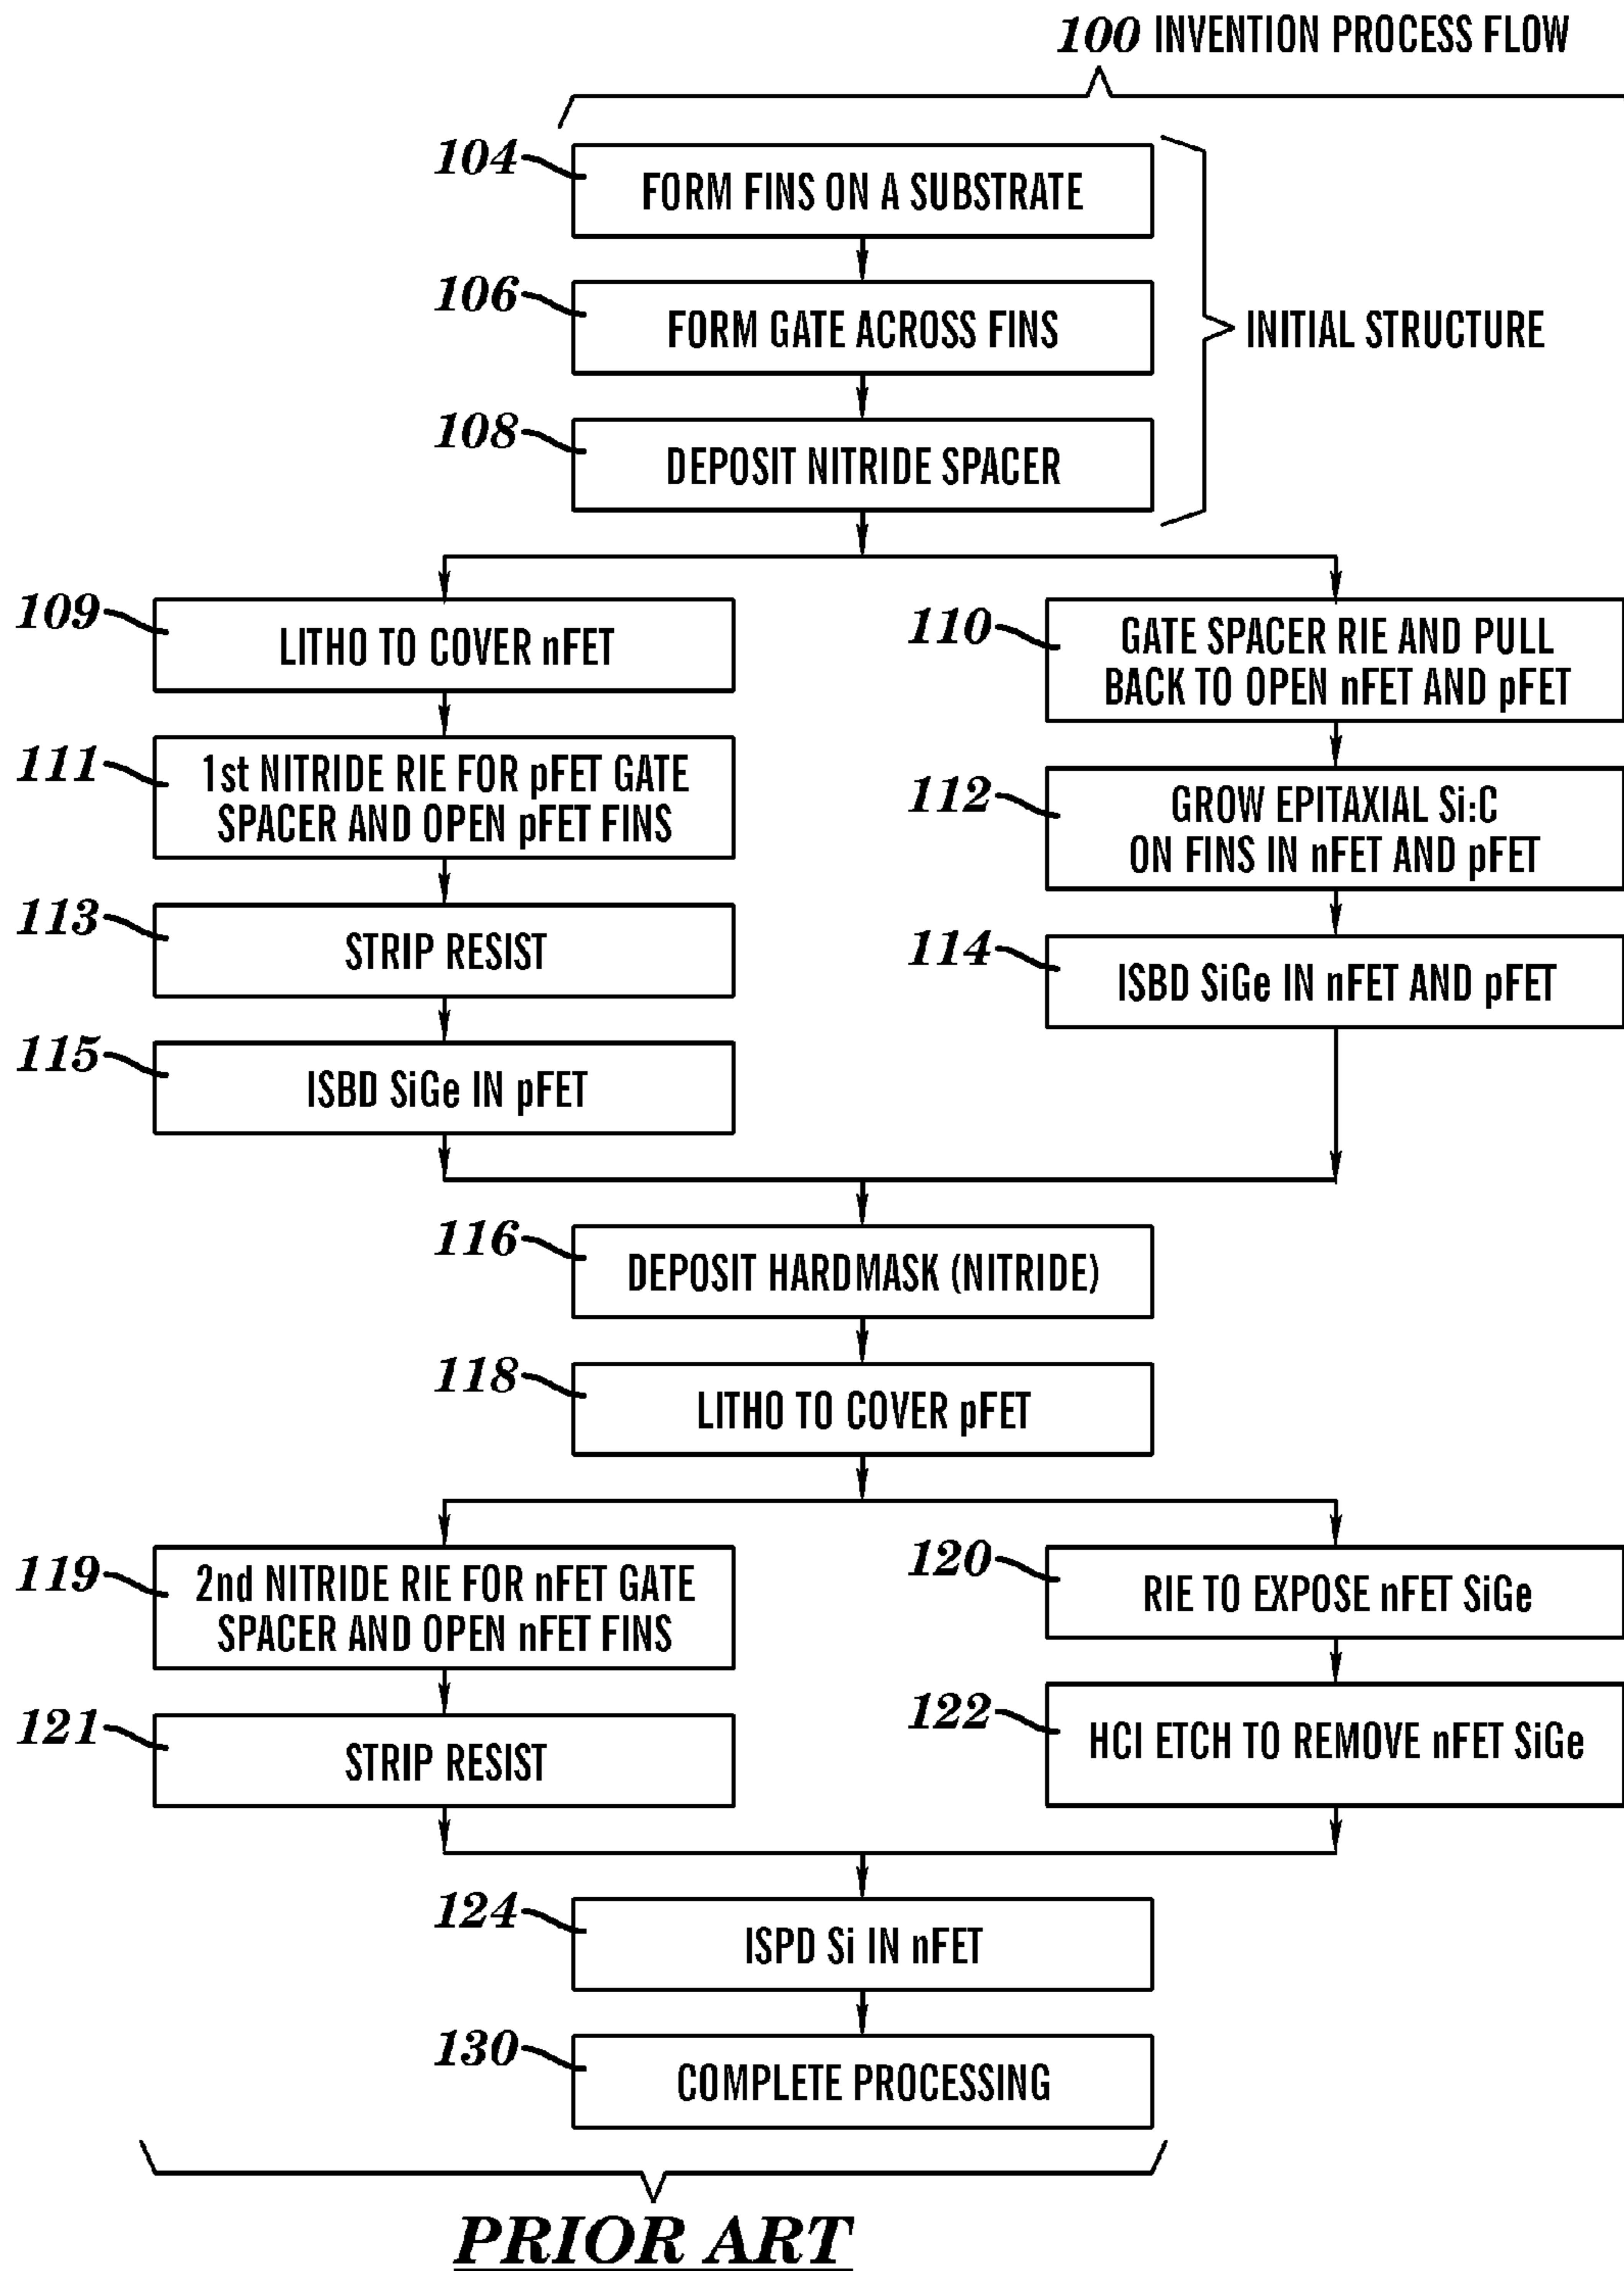 100 INVENTION PROCESS FLOW
104
FORM FINS ON A SUBSTRATE
106
FORM GATE ACROSS FINS
INITIAL STRUCTURE
108
DEPOSIT NITRIDE SPACER
109
LITHO TO COVER nFET
111
1st NITRIDE RIE FOR pFET GATE
SPACER AND OPEN pFET FINS
113
STRIP RESIST
115
ISBD SiGe IN pFET
110
GATE SPACER RIE AND PULL
BACK TO OPEN nFET AND pFET
112
GROW EPITAXIAL Si:C
ON FINS IN nFET AND pFET
114
ISBD SiGe IN nFET AND pFET
116
DEPOSIT HARDMASK (NITRIDE)
118
LITHO TO COVER pFET
119
2nd NITRIDE RIE FOR nFET GATE
SPACER AND OPEN nFET FINS
121
STRIP RESIST
120
RIE TO EXPOSE nFET SiGe
122
HCl ETCH TO REMOVE nFET SiGe
124
ISPD Si IN nFET
130
COMPLETE PROCESSING
PRIOR ART